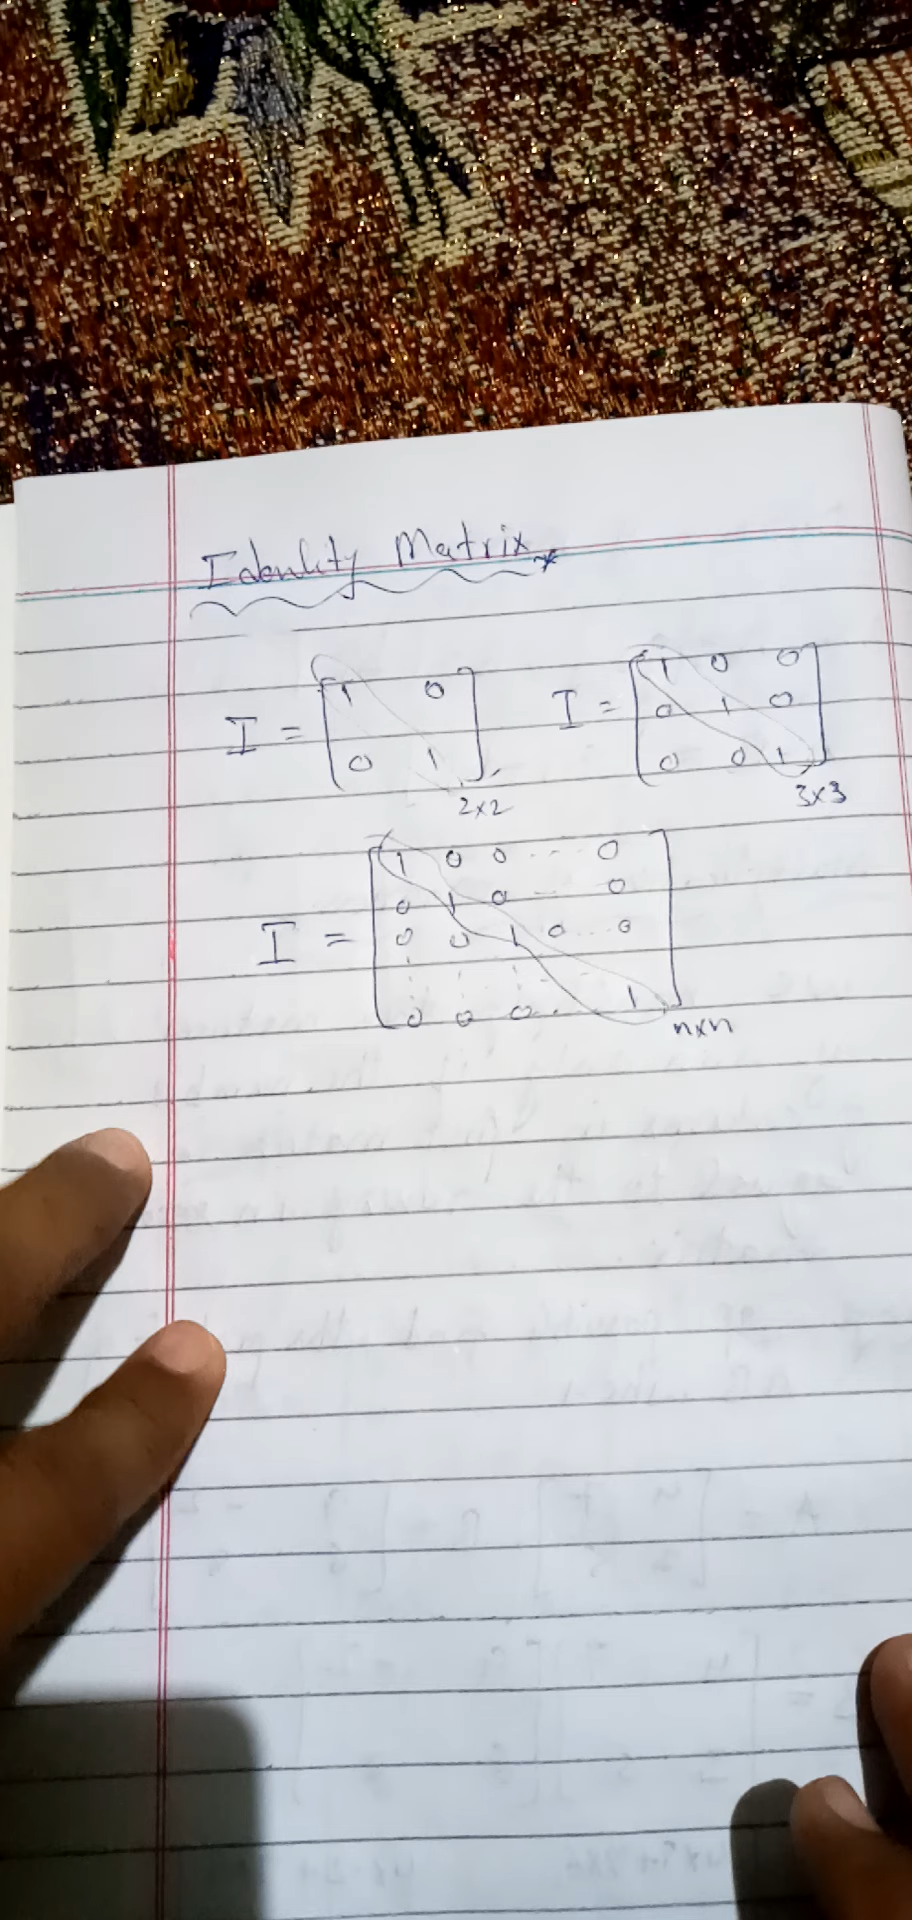 Identity Matrix
I = [1 0
0 1] 2x2
I = [1 0 0
0 1 0
0 0 1] 3x3
I = [1 0 0 --- 0
0 1 0 ... 0
0 0 1 0 ... 0
0 0 0 ... 1] nxn